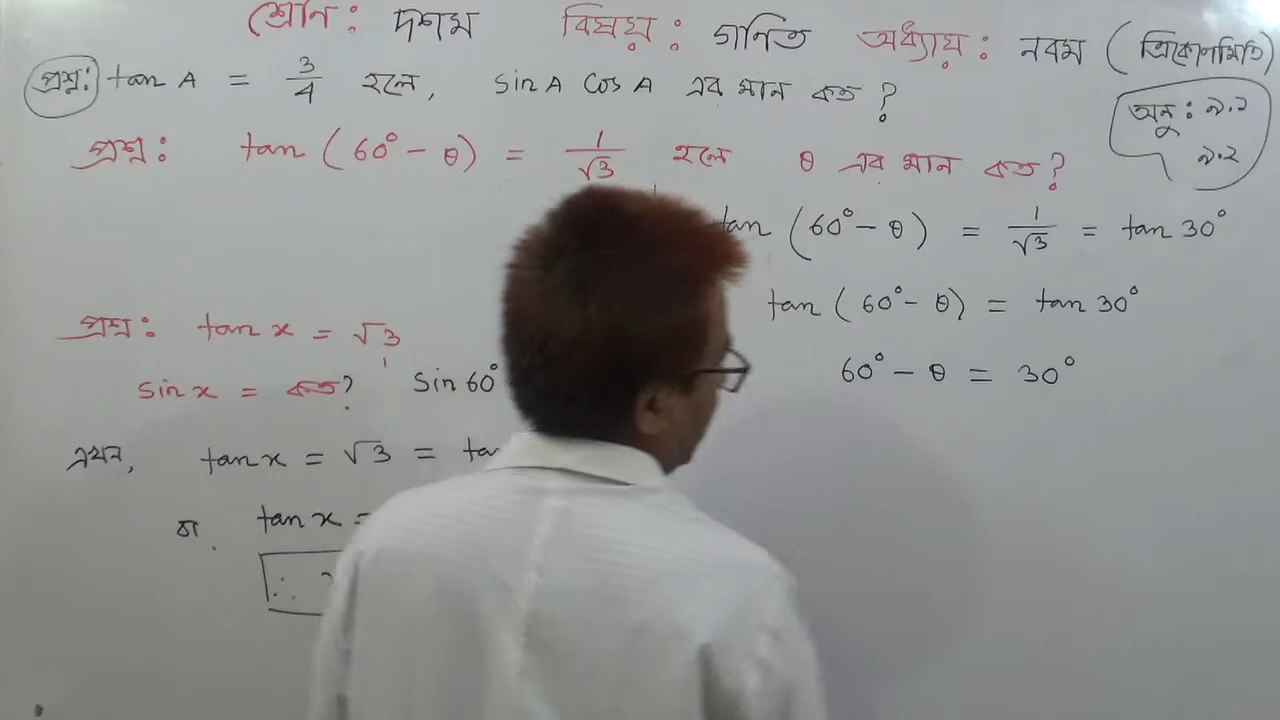 শ্রেণি: দশম বিষয়: গণিত অধ্যায়: নবম (ত্রিকোণমিতি)
প্রশ্ন: tan A = 3/4 হলে, sin A cos A এর মান কত?
অনু: ৯.১
৯.২
প্রশ্ন: tan (60° - θ) = 1/√3 হলে θ এর মান কত?
tan (60° - θ) = 1/√3 = tan 30°
tan (60° - θ) = tan 30°
60° - θ = 30°
প্রশ্ন: tan x = √3
sin x = কত? sin 60°
এখন, tan x = √3 = ta
বা, tan x =
∴